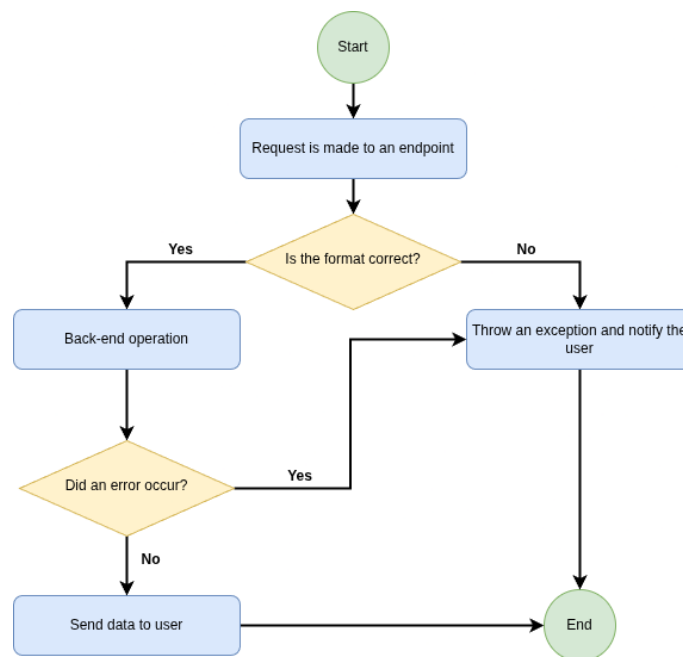 Start
Request is made to an endpoint
Is the format correct?
Yes
No
Back-end operation
Throw an exception and notify the
user
Did an error occur?
Yes
No
Send data to user
End